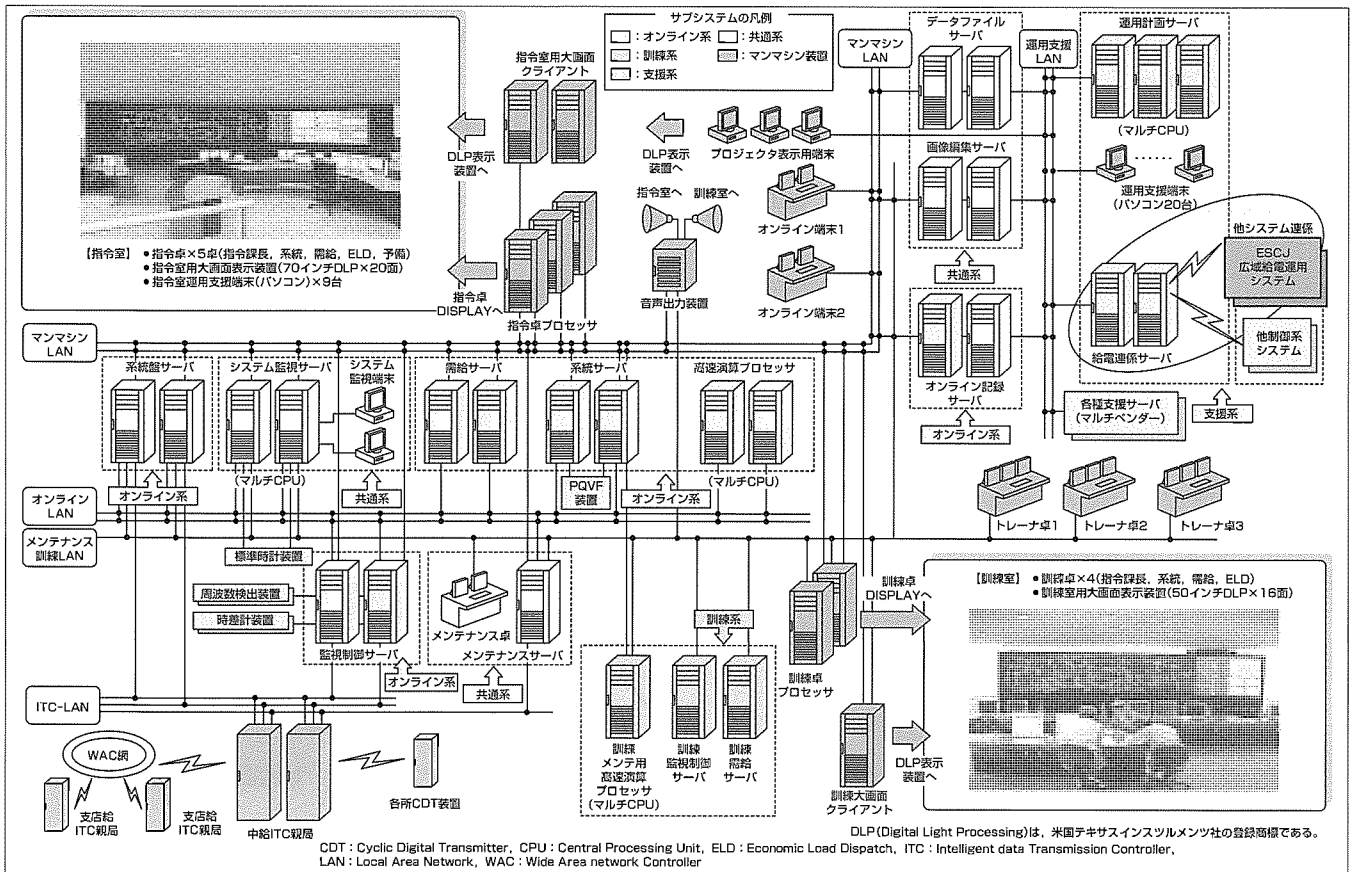 サブシステムの凡例
：オンライン系
：共通系
：訓練系
：マンマシン装置
：支援系
指令室用大画面
クライアント
DLP表示
装置へ
【指令室】
●指令卓×5卓(指令課長，系統，需給，ELD，予備)
●指令室用大画面表示装置(70インチDLP×20面)
●指令室運用支援端末(パソコン)×9台
指令卓
DISPLAYへ
指令卓プロセッサ
DLP表示
装置へ
プロジェクタ表示用端末
指令室へ
訓練室へ
音声出力装置
オンライン端末1
オンライン端末2
マンマシン
LAN
データファイル
サーバ
画像編集サーバ
共通系
オンライン記録
サーバ
オンライン系
運用支援
LAN
運用計画サーバ
(マルチCPU)
運用支援端末
(パソコン20台)
他システム連係
ESCJ
広域給電運用
システム
他制御系
システム
給電連係サーバ
各種支援サーバ
(マルチベンダー)
支援系
マンマシン
LAN
系統盤サーバ
オンライン系
システム監視サーバ
(マルチCPU)
システム
監視端末
共通系
需給サーバ
系統サーバ
PQVF
装置
オンライン系
高速演算プロセッサ
(マルチCPU)
オンライン
LAN
メンテナンス
訓練LAN
標準時計装置
周波数検出装置
時差計装置
監視制御サーバ
オンライン系
メンテナンス卓
メンテナンスサーバ
共通系
トレーナ卓1
トレーナ卓2
トレーナ卓3
訓練系
訓練
メンテ用
高速演算
プロセッサ
(マルチCPU)
訓練
監視制御
サーバ
訓練
需給
サーバ
訓練卓
プロセッサ
訓練卓
DISPLAYへ
訓練大画面
クライアント
DLP表示
装置へ
【訓練室】
●訓練卓×4(指令課長，系統，需給，ELD)
●訓練室用大画面表示装置(50インチDLP×16面)
ITC-LAN
WAC網
支店給
ITC親局
支店給
ITC親局
中給ITC親局
各所CDT装置
DLP(Digital Light Processing)は，米国テキサスインスツルメンツ社の登録商標である。
CDT：Cyclic Digital Transmitter，CPU：Central Processing Unit，ELD：Economic Load Dispatch，ITC：Intelligent data Transmission Controller，
LAN：Local Area Network，WAC：Wide Area network Controller